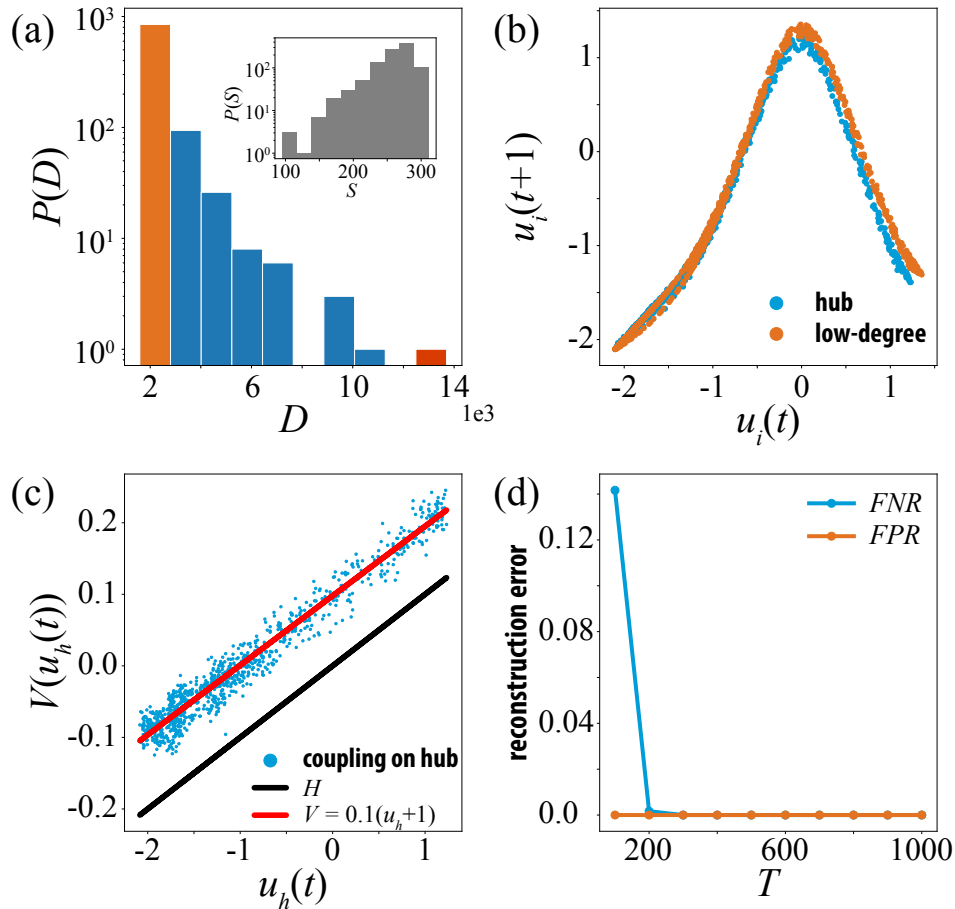 (a)
P(D)
10³
10²
10¹
10⁰
2
6
10
14
1e3
D
P(S)
10²
10¹
10⁰
100
200
300
S
(b)
u_i(t+1)
1
0
-1
-2
-2
-1
0
1
u_i(t)
hub
low-degree
(c)
V(u_h(t))
0.2
0.1
0.0
-0.1
-0.2
-2
-1
0
1
u_h(t)
coupling on hub
H
V = 0.1(u_h+1)
(d)
reconstruction error
0.12
0.08
0.04
0.0
200
600
1000
T
FNR
FPR